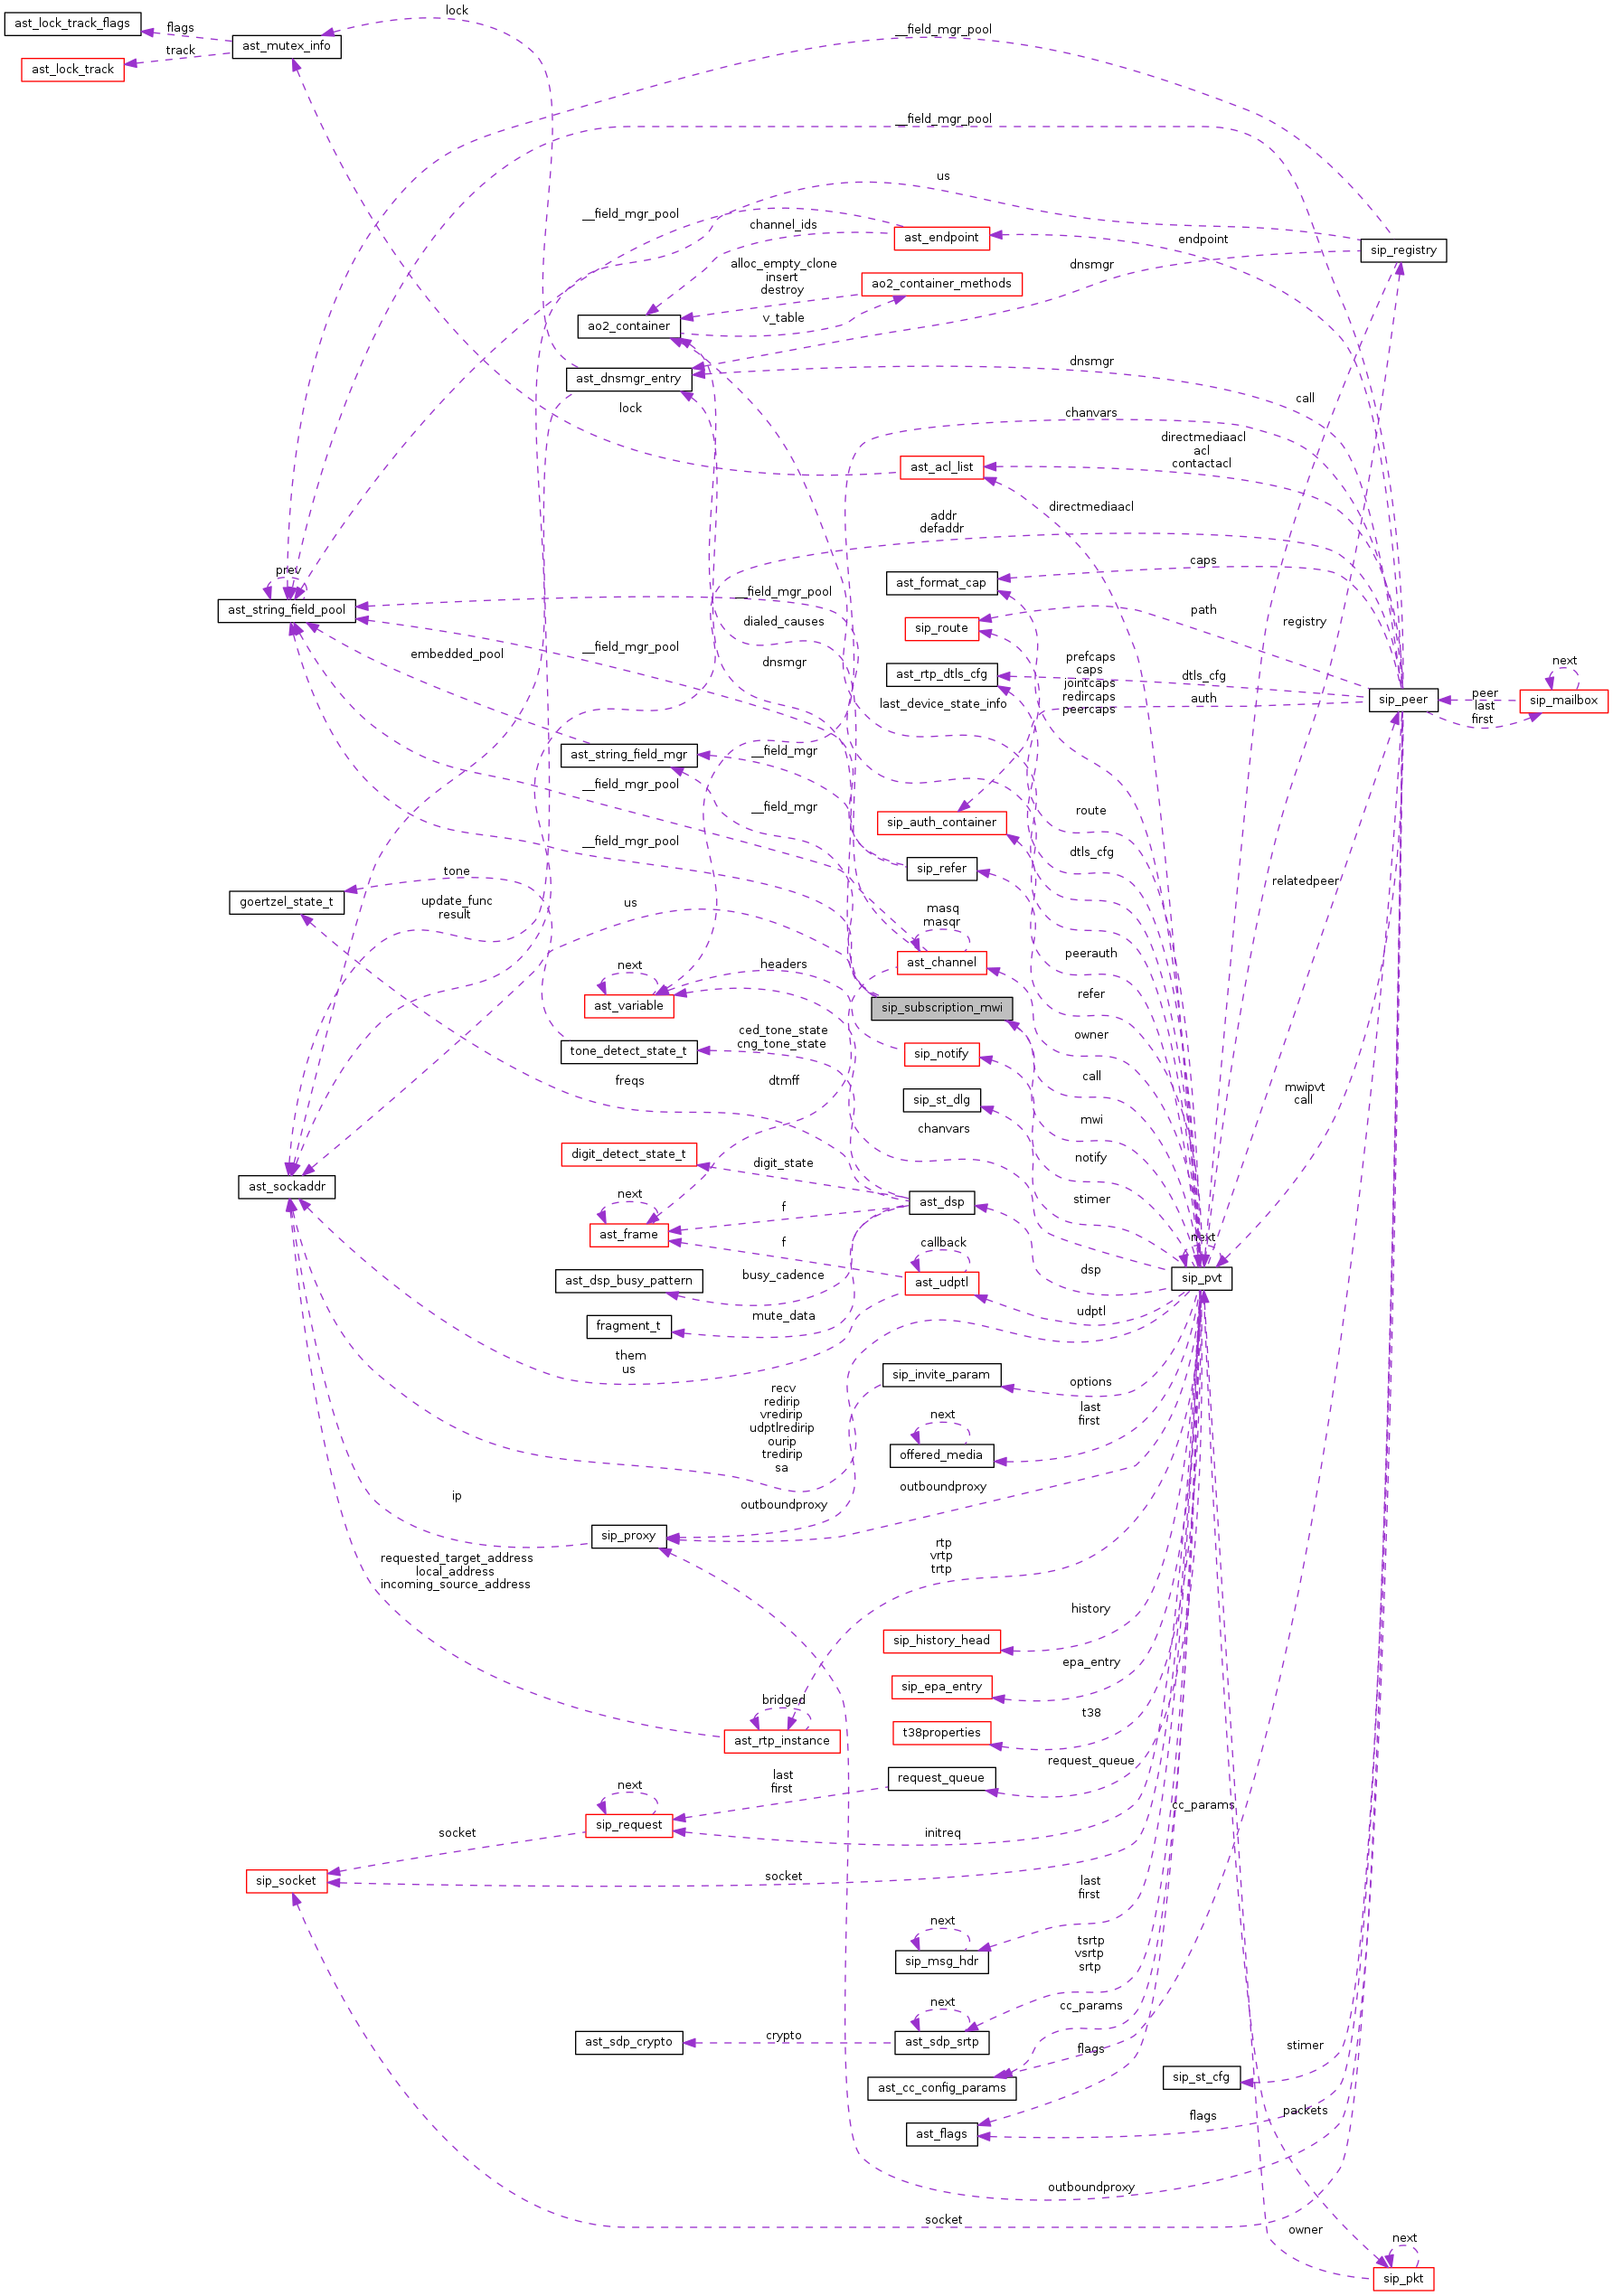 lock
ast_lock_track_flags
flags
__field_mgr_pool
ast_mutex_info
track
ast_lock_track
__field_mgr_pool
us
__field_mgr_pool
channel_ids
ast_endpoint
endpoint
sip_registry
alloc_empty_clone
insert
destroy
dnsmgr
ao2_container_methods
ao2_container
v_table
dnsmgr
ast_dnsmgr_entry
call
lock
chanvars
directmediaacl
acl
contactacl
ast_acl_list
directmediaacl
addr
defaddr
caps
prev
ast_format_cap
__field_mgr_pool
ast_string_field_pool
path
dialed_causes
sip_route
registry
embedded_pool
__field_mgr_pool
dnsmgr
prefcaps
caps
jointcaps
redircaps
peercaps
next
ast_rtp_dtls_cfg
dtls_cfg
last_device_state_info
auth
sip_peer
peer
last
first
sip_mailbox
ast_string_field_mgr
__field_mgr
__field_mgr_pool
__field_mgr
route
sip_auth_container
__field_mgr_pool
dtls_cfg
sip_refer
tone
relatedpeer
goertzel_state_t
update_func
result
us
masq
masqr
peerauth
ast_channel
next
headers
refer
ast_variable
sip_subscription_mwi
ced_tone_state
cng_tone_state
owner
tone_detect_state_t
sip_notify
freqs
dtmff
call
mwipvt
call
sip_st_dlg
chanvars
mwi
digit_detect_state_t
digit_state
notify
ast_sockaddr
next
ast_dsp
stimer
f
ast_frame
f
callback
next
ast_dsp_busy_pattern
busy_cadence
ast_udptl
dsp
sip_pvt
fragment_t
mute_data
udptl
them
us
sip_invite_param
options
recv
redirip
vredirip
udptlredirip
ourip
tredirip
sa
last
first
next
offered_media
ip
outboundproxy
outboundproxy
sip_proxy
requested_target_address
local_address
incoming_source_address
rtp
vrtp
trtp
history
sip_history_head
epa_entry
sip_epa_entry
bridged
t38
ast_rtp_instance
t38properties
request_queue
last
first
request_queue
next
cc_params
sip_request
socket
initreq
sip_socket
socket
last
first
next
sip_msg_hdr
tsrtp
vsrtp
srtp
next
cc_params
ast_sdp_crypto
crypto
ast_sdp_srtp
flags
stimer
ast_cc_config_params
sip_st_cfg
flags
packets
ast_flags
outboundproxy
socket
owner
next
sip_pkt